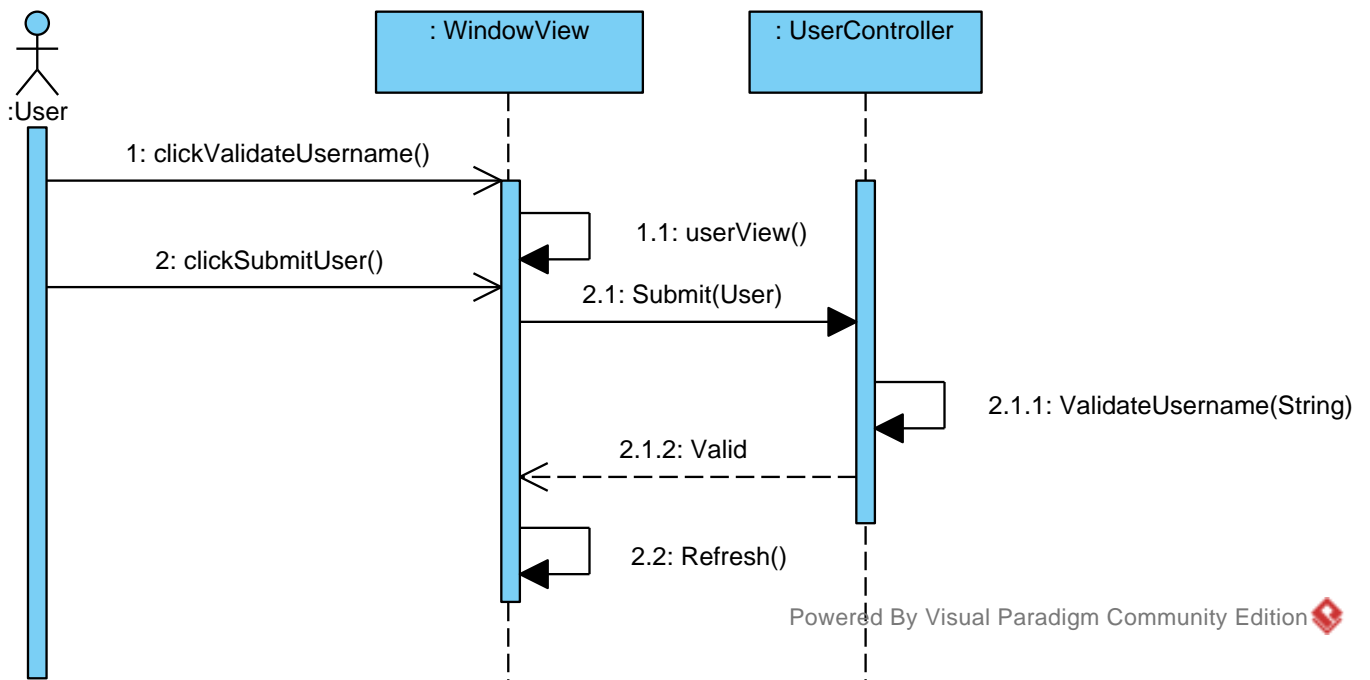 : WindowView
: UserController
:User
1: clickValidateUsername()
1.1: userView()
2: clickSubmitUser()
2.1: Submit(User)
2.1.1: ValidateUsername(String)
2.1.2: Valid
2.2: Refresh()
Powered By Visual Paradigm Community Edition